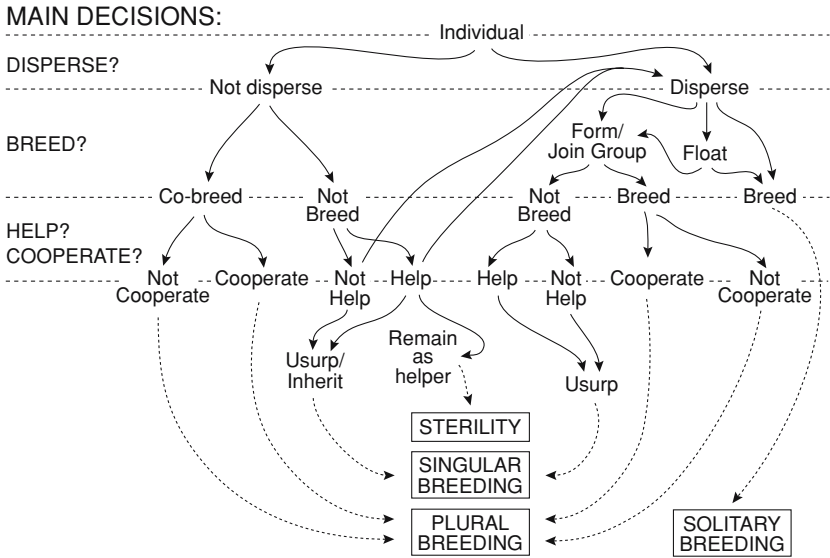 MAIN DECISIONS:
Individual
DISPERSE?
Not disperse
Disperse
BREED?
Form/
Join Group
Float
Co-breed
Not
Breed
Not
Breed
Breed
Breed
HELP?
COOPERATE?
Not
Cooperate
Cooperate
Not
Help
Help
Help
Not
Help
Cooperate
Not
Cooperate
Usurp/
Inherit
Remain
as
helper
Usurp
STERILITY
SINGULAR
BREEDING
PLURAL
BREEDING
SOLITARY
BREEDING